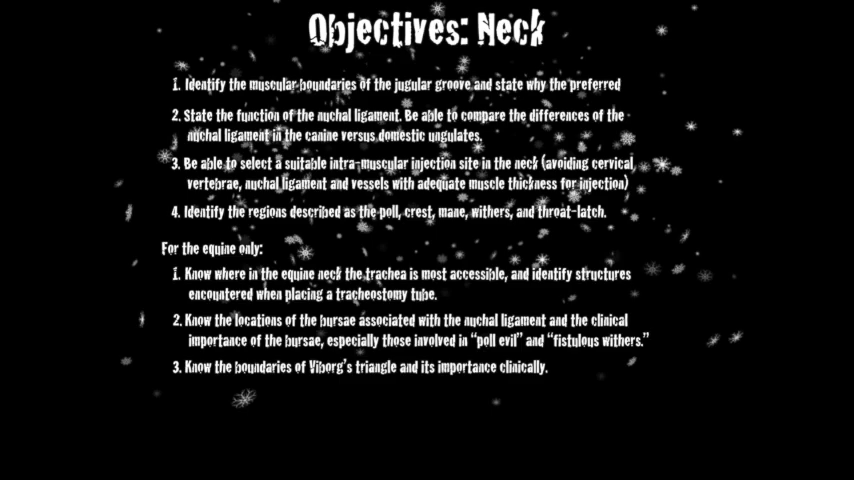 Objectives: Neck
1. Identify the muscular boundaries of the jugular groove and state why the preferred
2. State the function of the nuchal ligament. Be able to compare the differences of the
nuchal ligament in the canine versus domestic ungulates.
3. Be able to select a suitable intra-muscular injection site in the neck (avoiding cervical,
vertebrae, nuchal ligament and vessels with adequate muscle thickness for injection)
4. Identify the regions described as the poll, crest, mane, withers, and throat-latch.
For the equine only:
1. Know where in the equine neck the trachea is most accessible, and identify structures
encountered when placing a tracheostomy tube.
2. Know the locations of the bursae associated with the nuchal ligament and the clinical
importance of the bursae, especially those involved in "poll evil" and "fistulous withers."
3. Know the boundaries of Viborg's triangle and its importance clinically.